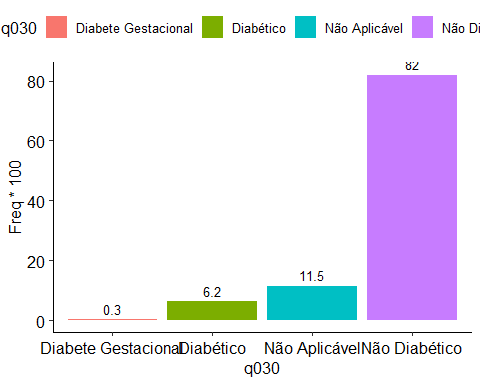 q030 Diabete Gestacional Diabético Não Aplicável Não Di
Freq * 100
80
60
40
20
0
0.3
6.2
11.5
82
Diabete Gestacional Diabético Não Aplicável Não Diabético
q030